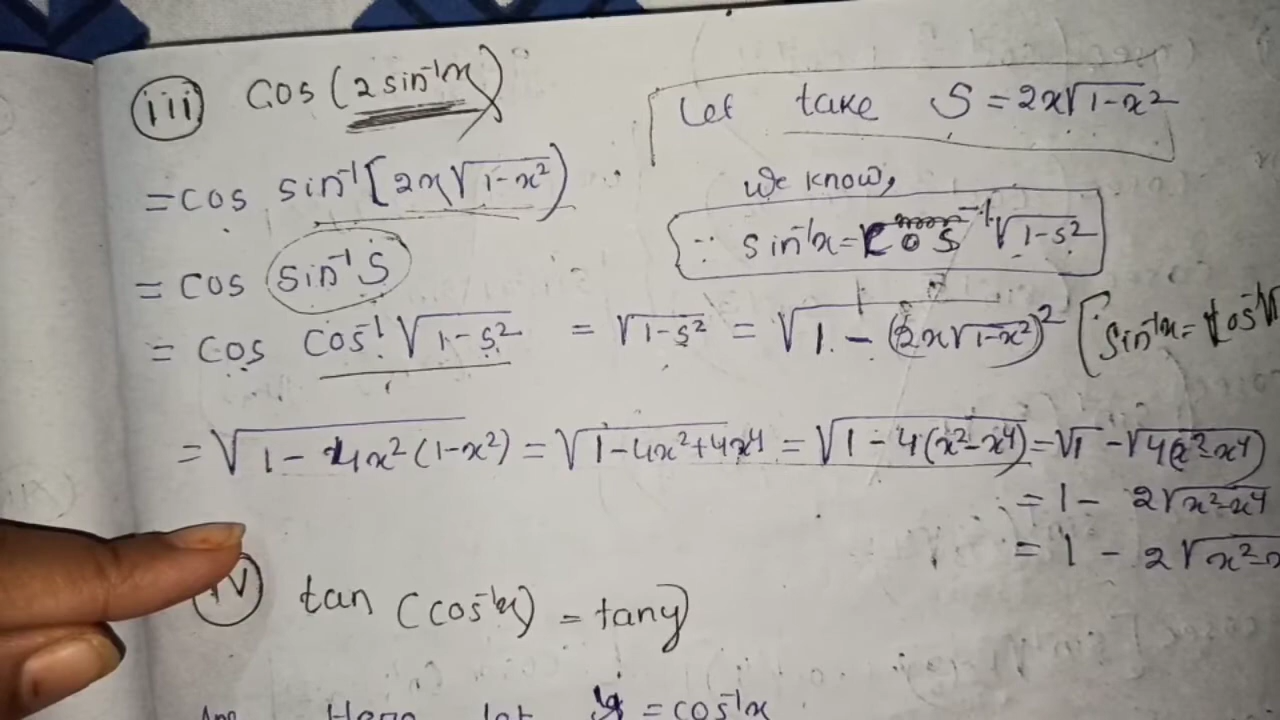 (iii) cos (2 sin⁻¹x)
Let take S = 2x√1-x²
= cos sin⁻¹[2x√1-x²)
we know,
∵ sin⁻¹x = cos⁻¹√1-s²
= cos (sin⁻¹ S
= cos cos⁻¹√1-s² = √1-s² = √1 - (2x√1-x²)² [sin⁻¹x = cos⁻¹√
= √1 - 4x²(1-x²) = √1-4x²+4x⁴ = √1 - 4(x²-x⁴) = √1 - √4(x²-x⁴)
= 1 - 2√x²-x⁴
= 1 - 2√x²-
iv tan (cos⁻¹x) = tany
Here let y = cos⁻¹x